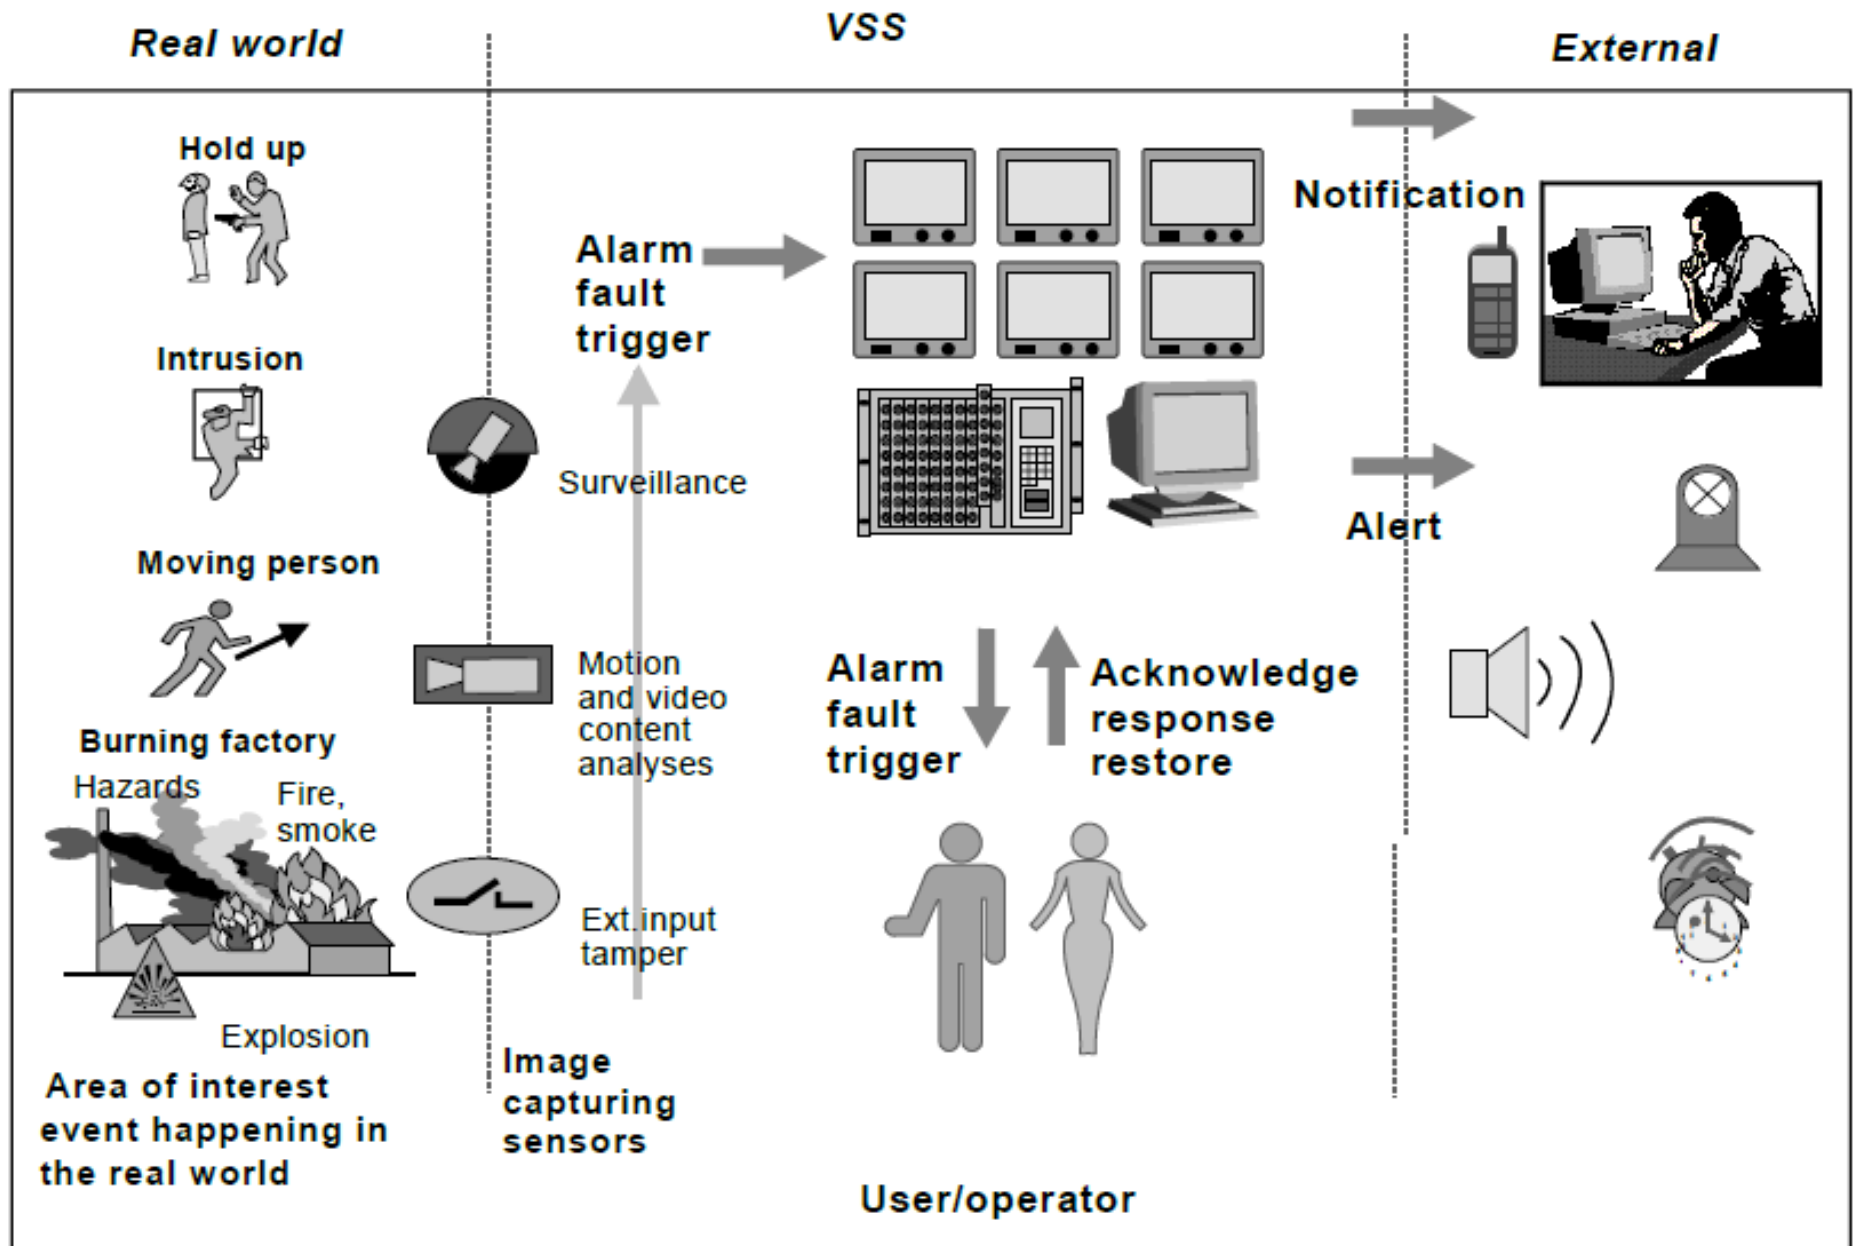 Real world
VSS
External
Hold up
Intrusion
Moving person
Burning factory
Hazards
Fire,
smoke
Explosion
Area of interest
event happening in
the real world
Surveillance
Motion
and video
content
analyses
Ext.input
tamper
Image
capturing
sensors
Alarm
fault
trigger
Alarm
fault
trigger
Acknowledge
response
restore
User/operator
Notification
Alert